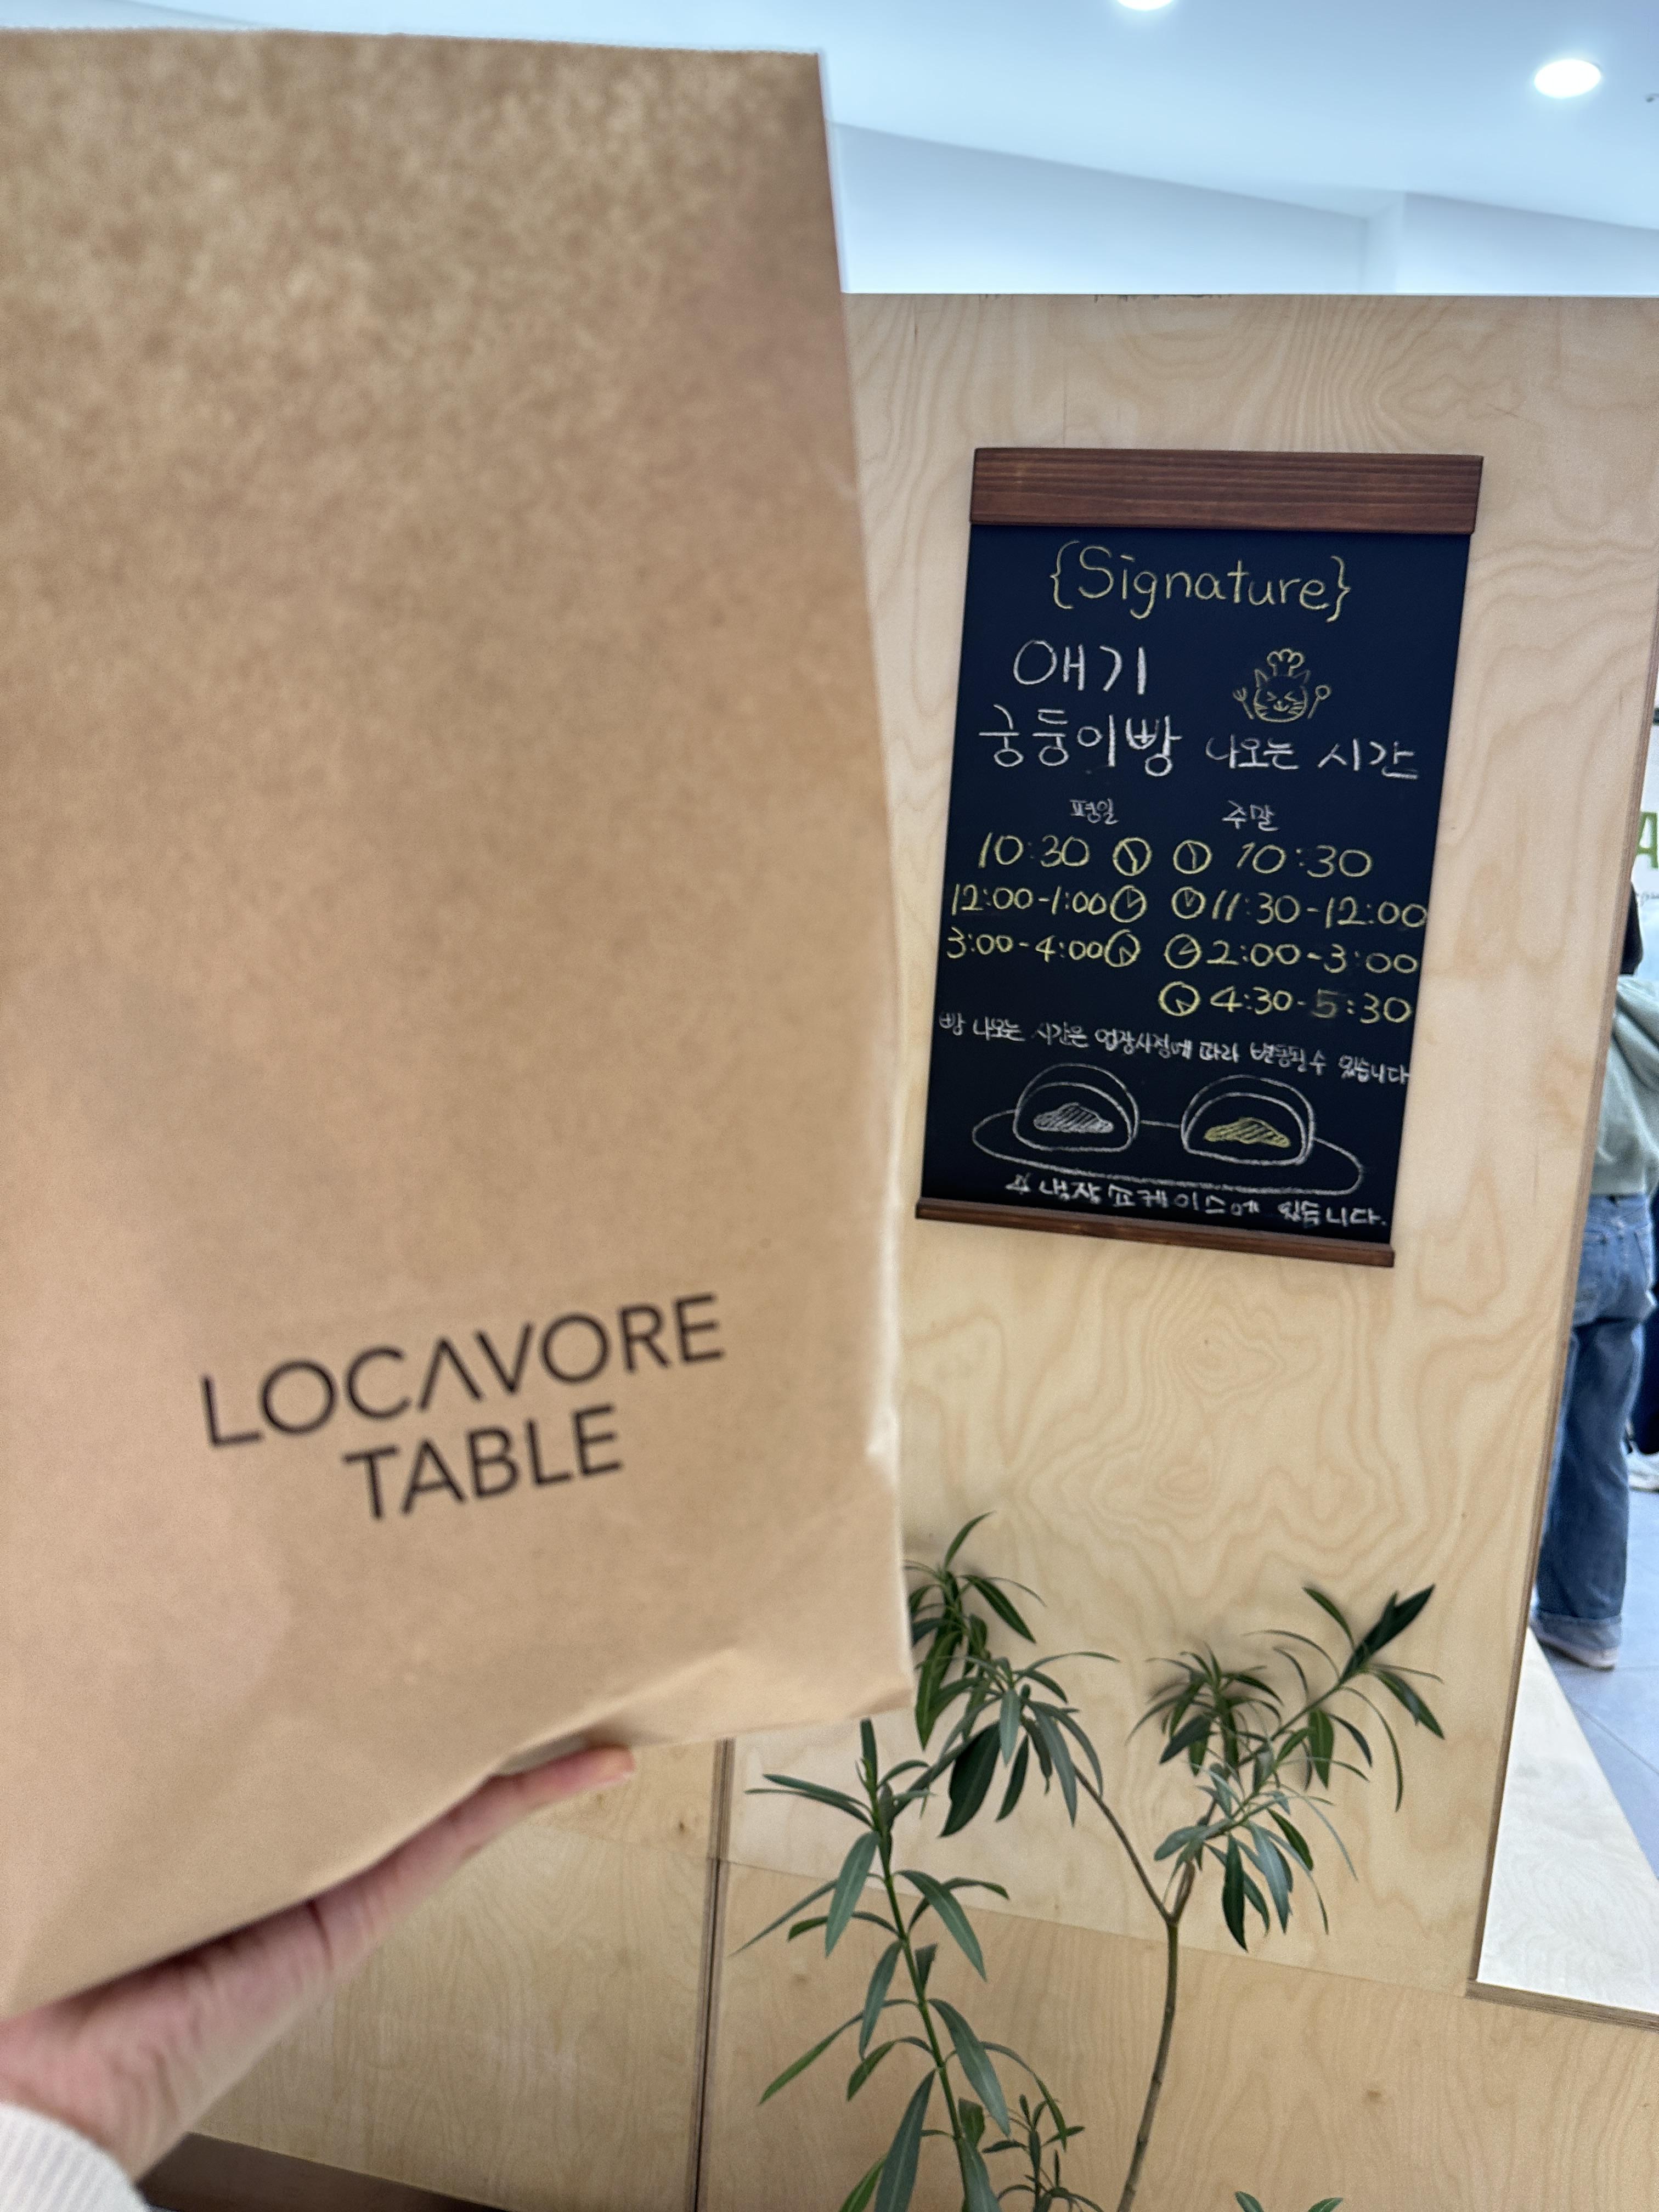 LOCAVORE
TABLE
{Signature}
애기
궁둥이빵 나오는 시간
평일 주말
10:30 10:30
12:00-1:00 11:30-12:00
3:00-4:00 2:00-3:00
4:30-5:30
빵 나오는 시간은 업장사정에 따라 변동될 수 있습니다
☆ 냉장 쇼케이스에 있습니다.